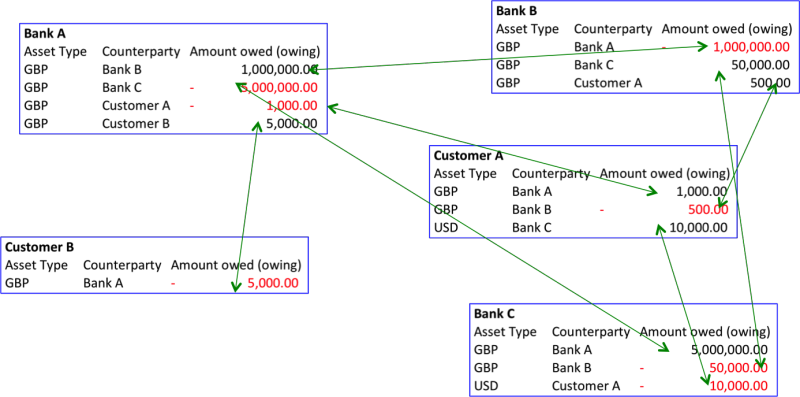 Bank A
Asset Type Counterparty Amount owed (owing)
GBP Bank B 1,000,000.00
GBP Bank C - 5,000,000.00
GBP Customer A - 1,000.00
GBP Customer B 5,000.00
Bank B
Asset Type Counterparty Amount owed (owing)
GBP Bank A - 1,000,000.00
GBP Bank C 50,000.00
GBP Customer A 500.00
Customer A
Asset Type Counterparty Amount owed (owing)
GBP Bank A 1,000.00
GBP Bank B - 500.00
USD Bank C 10,000.00
Customer B
Asset Type Counterparty Amount owed (owing)
GBP Bank A - 5,000.00
Bank C
Asset Type Counterparty Amount owed (owing)
GBP Bank A 5,000,000.00
GBP Bank B - 50,000.00
USD Customer A - 10,000.00